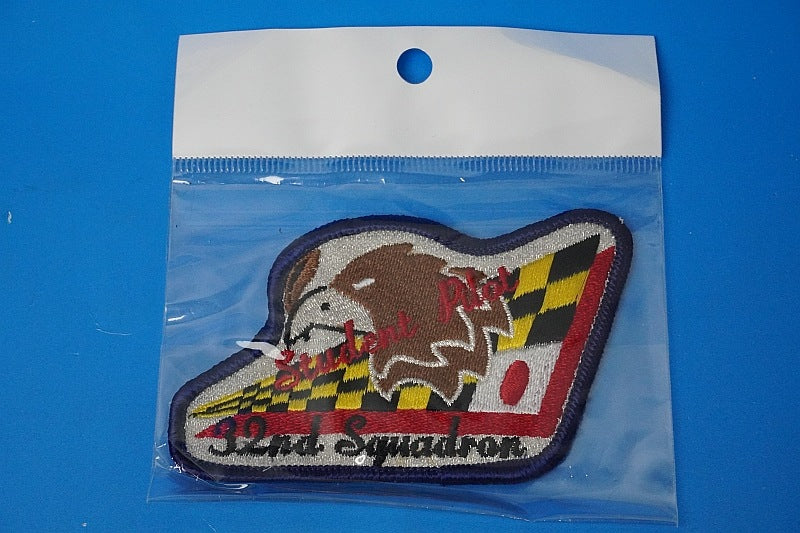 Student Pilot
32nd Squadron